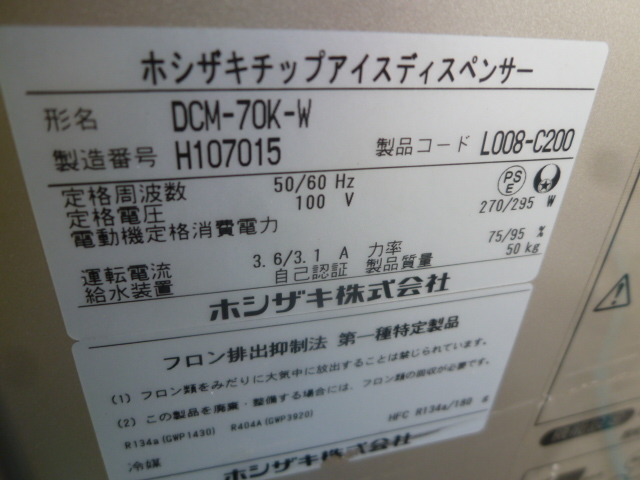 ホシザキチップアイスディスペンサー
形名 DCM-70K-W
製造番号 H107015 製品コード L008-C200
定格周波数 50/60 Hz PSE
定格電圧 100 V
電動機定格消費電力 270/295 W
運転電流 3.6/3.1 A 力率 75/95 %
給水装置 自己認証 製品質量 50 kg
ホシザキ株式会社
フロン排出抑制法 第一種特定製品
(1) フロン類をみだりに大気中に放出することは禁じられています。
(2) この製品を廃棄・整備する場合には、フロン類の回収が必要です。
R134a(GWP1430) R404A(GWP3920)
冷媒 HFC R134a/180 g
ホシザキ株式会社